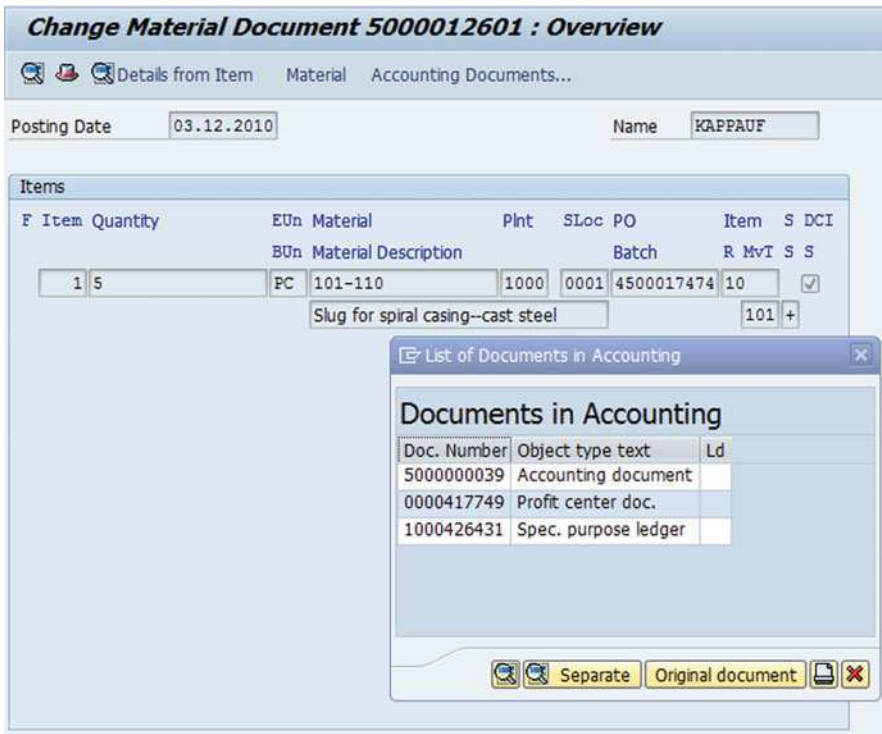 Change Material Document 5000012601 : Overview
Details from Item Material Accounting Documents...
Posting Date 03.12.2010 Name KAPPAUF
Items
F Item Quantity EUn Material Plnt SLoc PO Item S DCI
BUn Material Description Batch R MvT S S
1 5 PC 101-110 1000 0001 4500017474 10
Slug for spiral casing--cast steel 101 +
List of Documents in Accounting
Documents in Accounting
Doc. Number Object type text Ld
5000000039 Accounting document
0000417749 Profit center doc.
1000426431 Spec. purpose ledger
Separate Original document